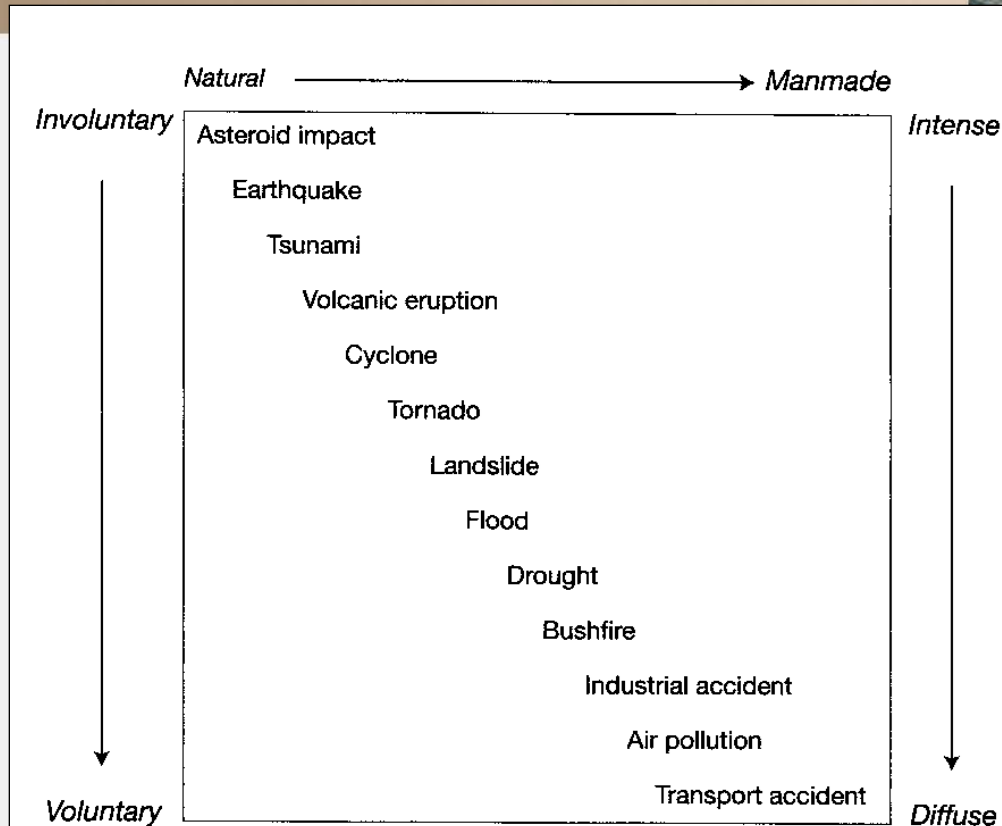 Natural Manmade
Involuntary Intense
Asteroid impact
Earthquake
Tsunami
Volcanic eruption
Cyclone
Tornado
Landslide
Flood
Drought
Bushfire
Industrial accident
Air pollution
Transport accident
Voluntary Diffuse